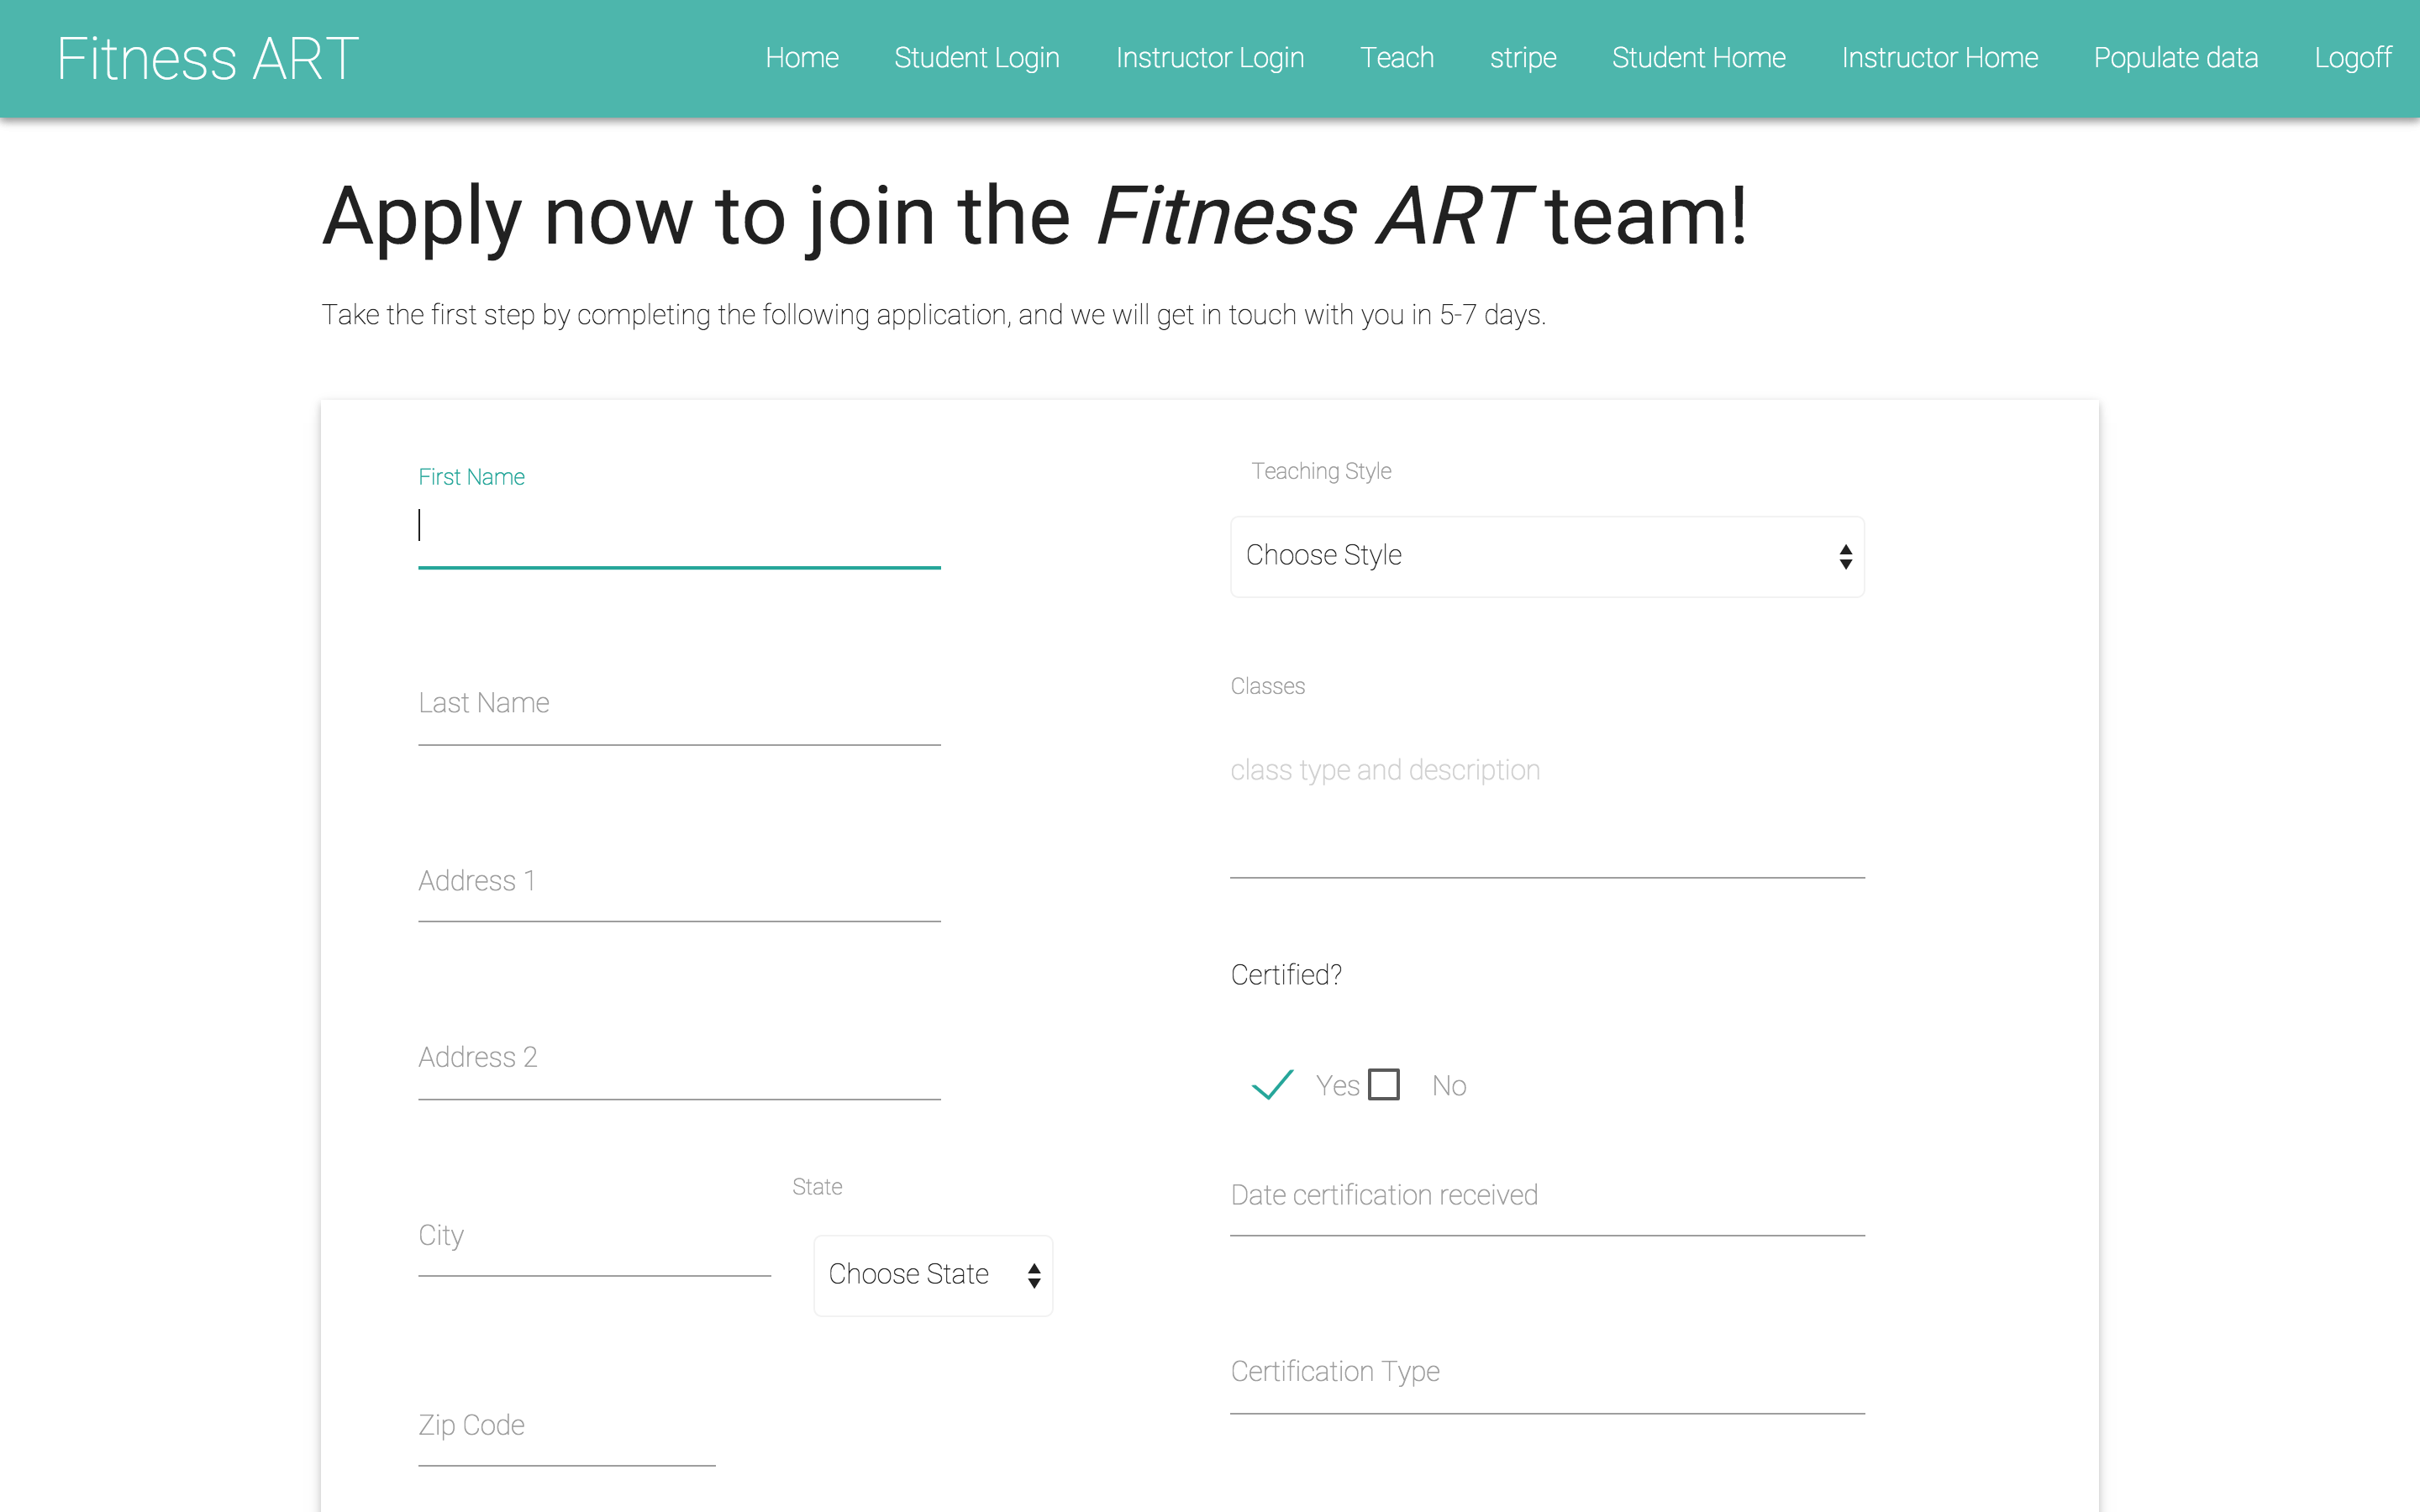 Fitness ART
Home Student Login Instructor Login Teach stripe Student Home Instructor Home Populate data Logoff
Apply now to join the Fitness ART team!
Take the first step by completing the following application, and we will get in touch with you in 5-7 days.
First Name
Last Name
Address 1
Address 2
City
State
Choose State
Zip Code
Teaching Style
Choose Style
Classes
class type and description
Certified?
Yes No
Date certification received
Certification Type